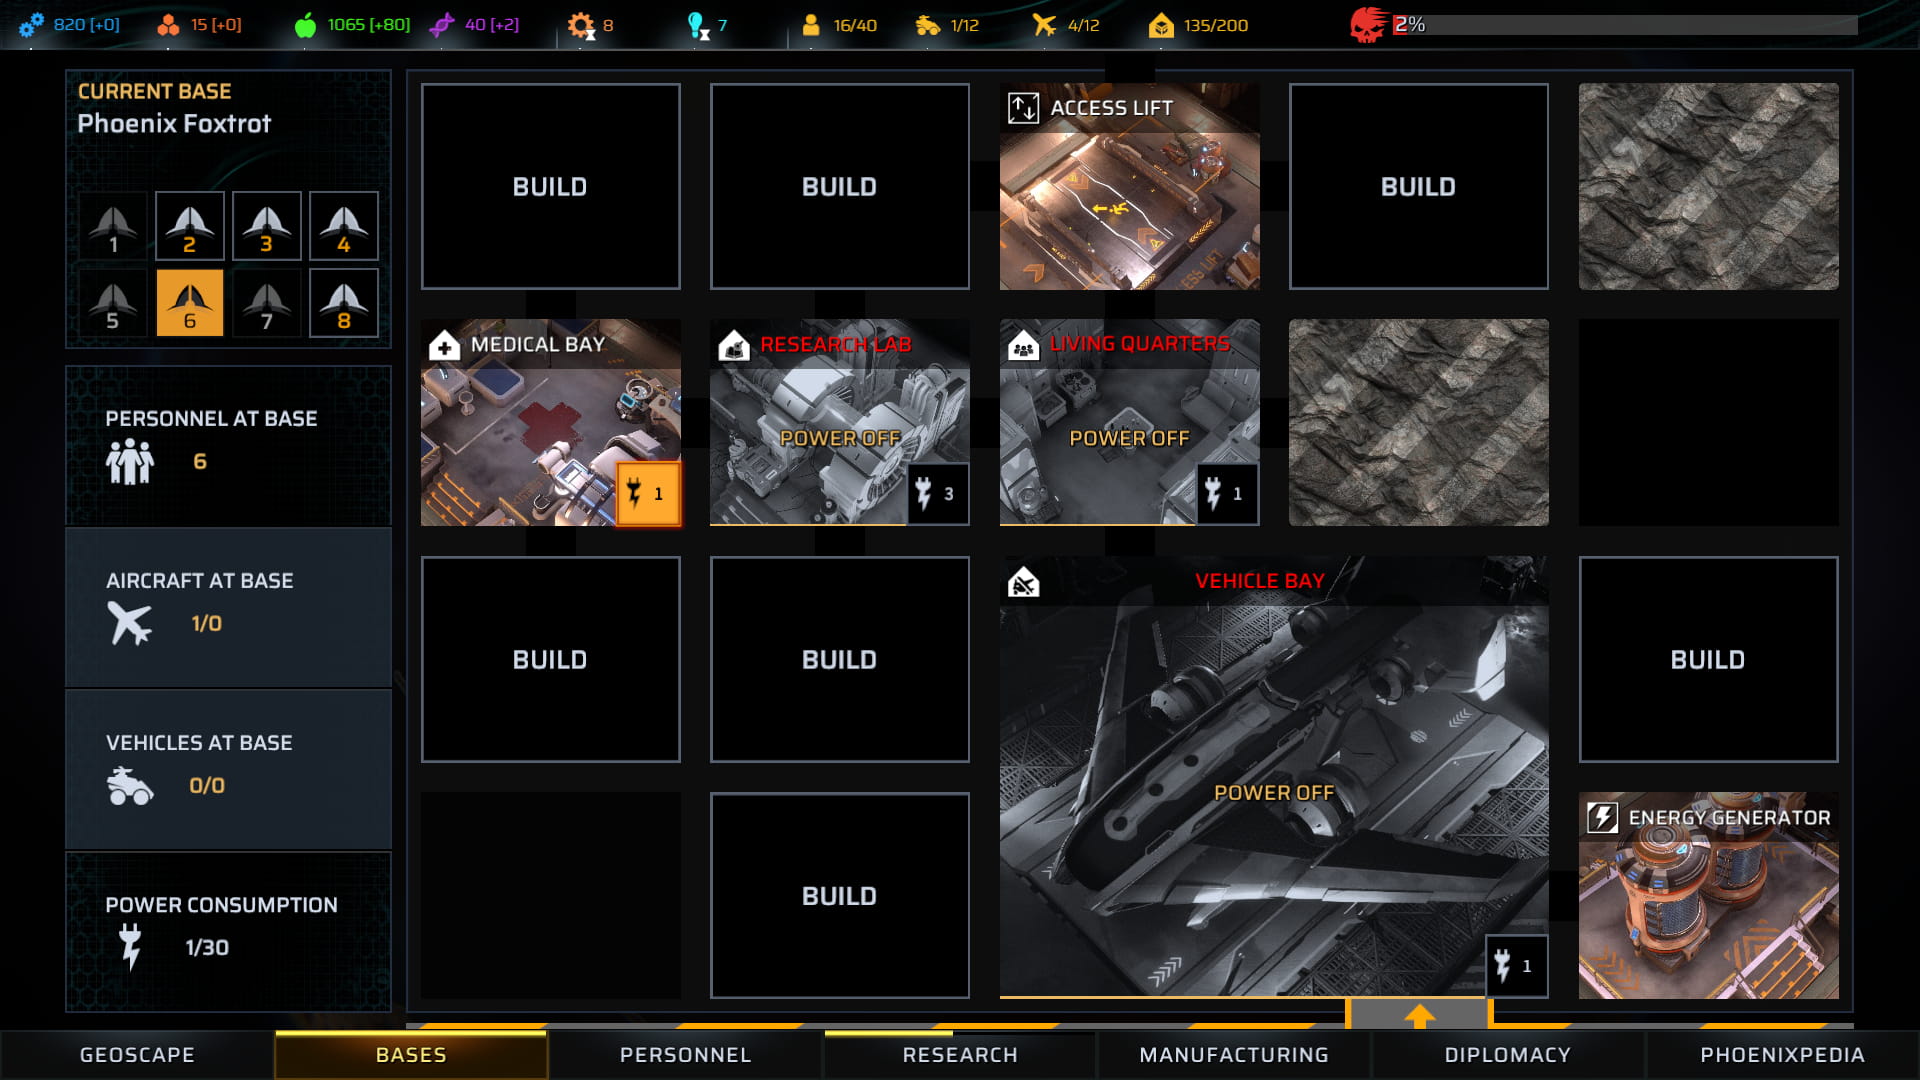 820 [+0] 15 [+0] 1065 [+80] 40 [+2] 8 7 16/40 1/12 4/12 135/200 2%
CURRENT BASE
Phoenix Foxtrot
1 2 3 4
5 6 7 8
PERSONNEL AT BASE
6
AIRCRAFT AT BASE
1/0
VEHICLES AT BASE
0/0
POWER CONSUMPTION
1/30
BUILD BUILD ACCESS LIFT BUILD
MEDICAL BAY RESEARCH LAB LIVING QUARTERS
POWER OFF POWER OFF
1 3 1
BUILD BUILD VEHICLE BAY BUILD
POWER OFF
BUILD ENERGY GENERATOR
1
GEOSCAPE BASES PERSONNEL RESEARCH MANUFACTURING DIPLOMACY PHOENIXPEDIA